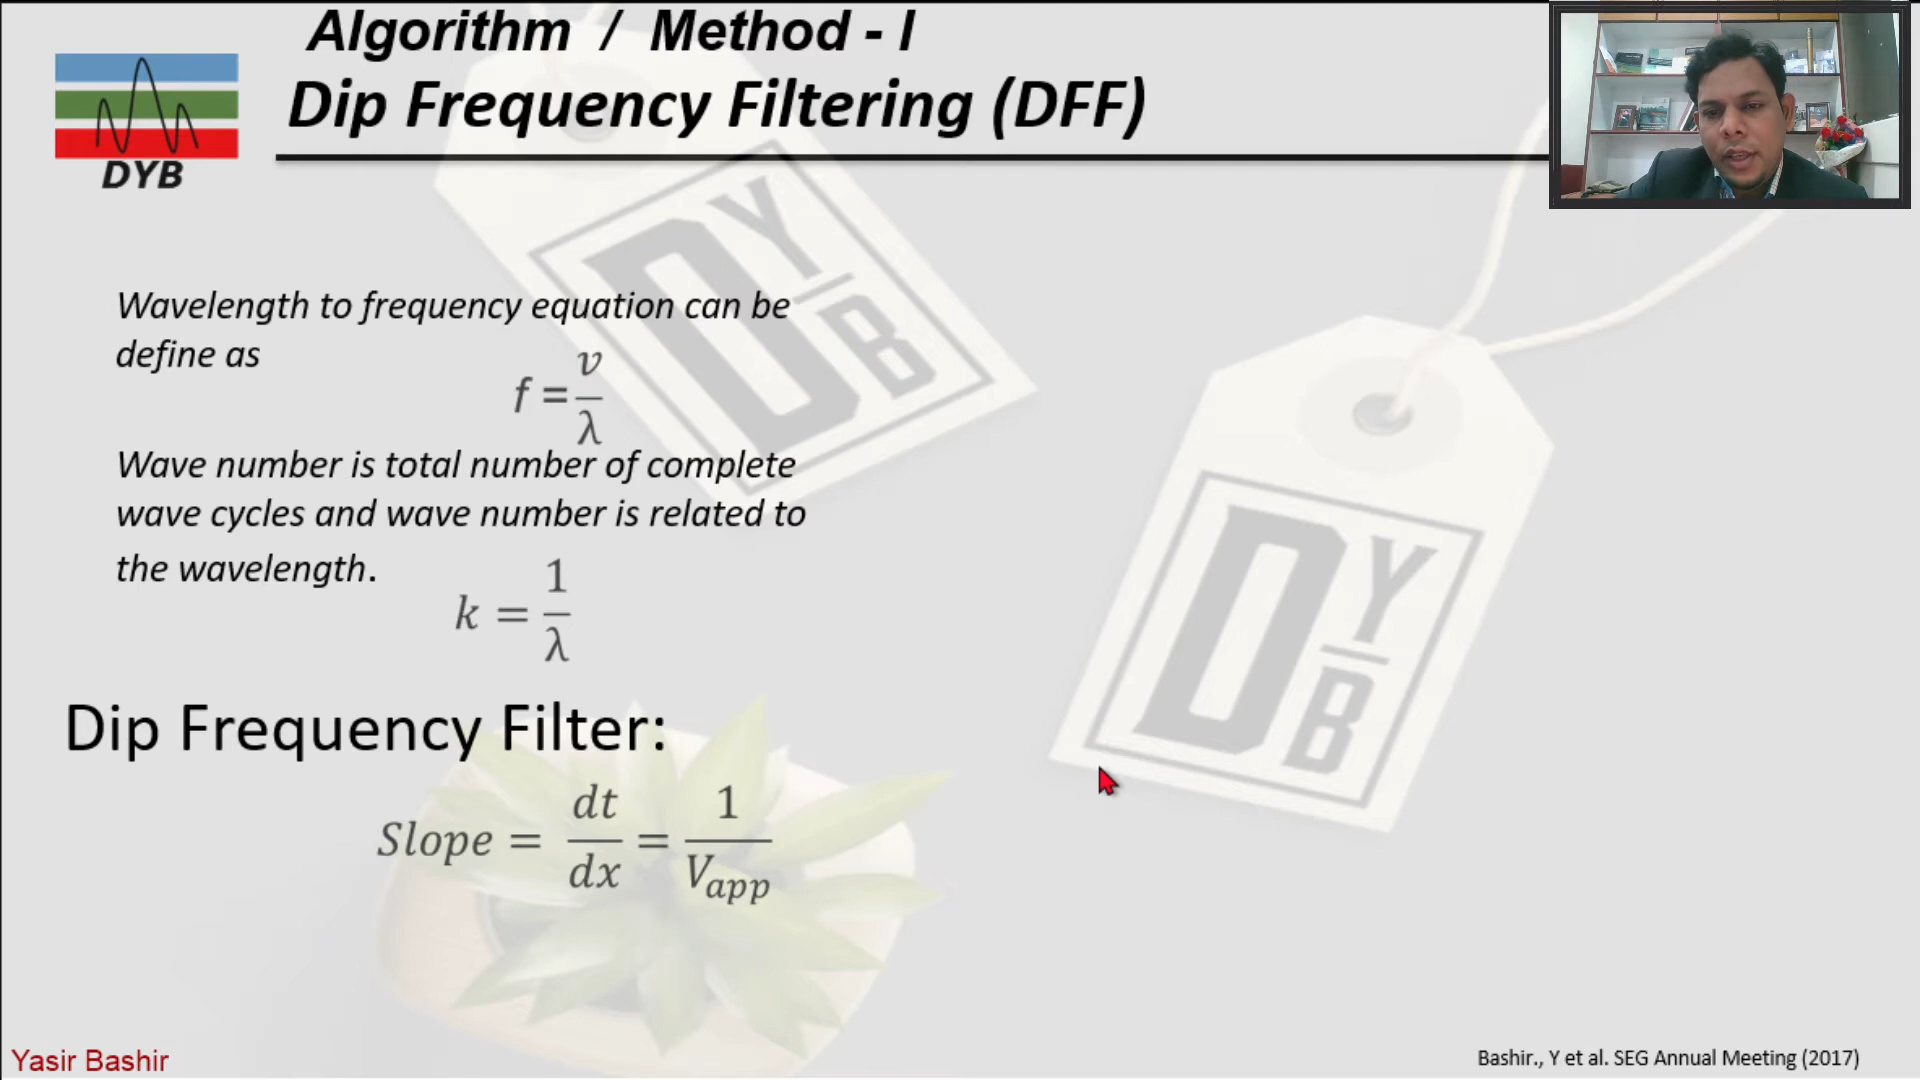 Algorithm / Method - I
Dip Frequency Filtering (DFF)
DYB
D
Y
B
D
Y
B
Wavelength to frequency equation can be
define as
f = v/λ
Wave number is total number of complete
wave cycles and wave number is related to
the wavelength.
k = 1/λ
Dip Frequency Filter:
Slope = dt/dx = 1/V_app
Yasir Bashir
Bashir., Y et al. SEG Annual Meeting (2017)